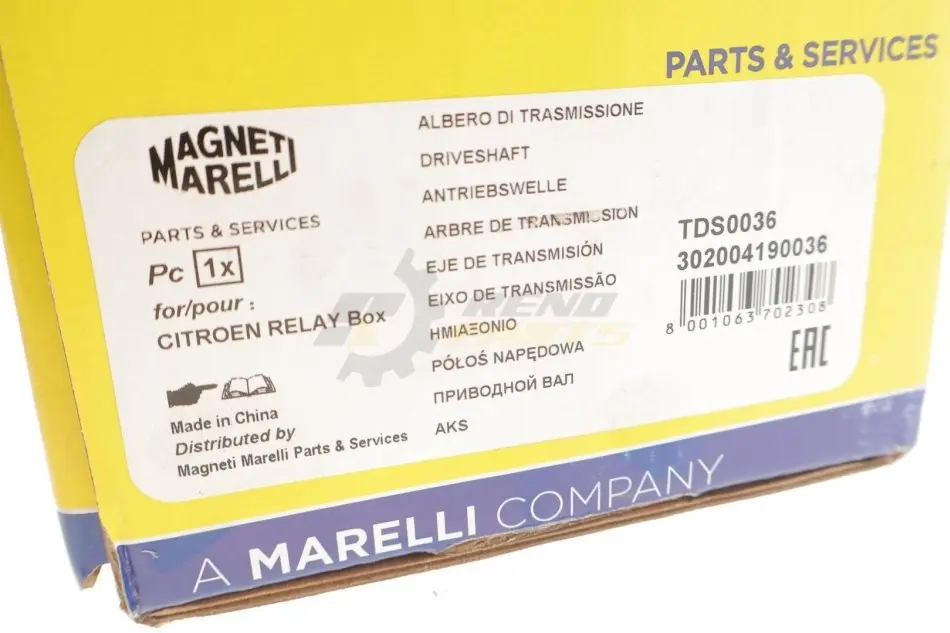 PARTS & SERVICES
MAGNETI
MARELLI
PARTS & SERVICES
Pc 1x
for/pour :
CITROEN RELAY Box
Made in China
Distributed by
Magneti Marelli Parts & Services
ALBERO DI TRASMISSIONE
DRIVESHAFT
ANTRIEBSWELLE
ARBRE DE TRANSMISSION
EJE DE TRANSMISIÓN
EIXO DE TRANSMISSÃO
ΗΜΙΑΞΟΝΙΟ
PÓŁOŚ NAPĘDOWA
ПРИВОДНОЙ ВАЛ
AKS
TDS0036
302004190036
8 001063 702308
EAC
RENO
PARTS
A MARELLI COMPANY